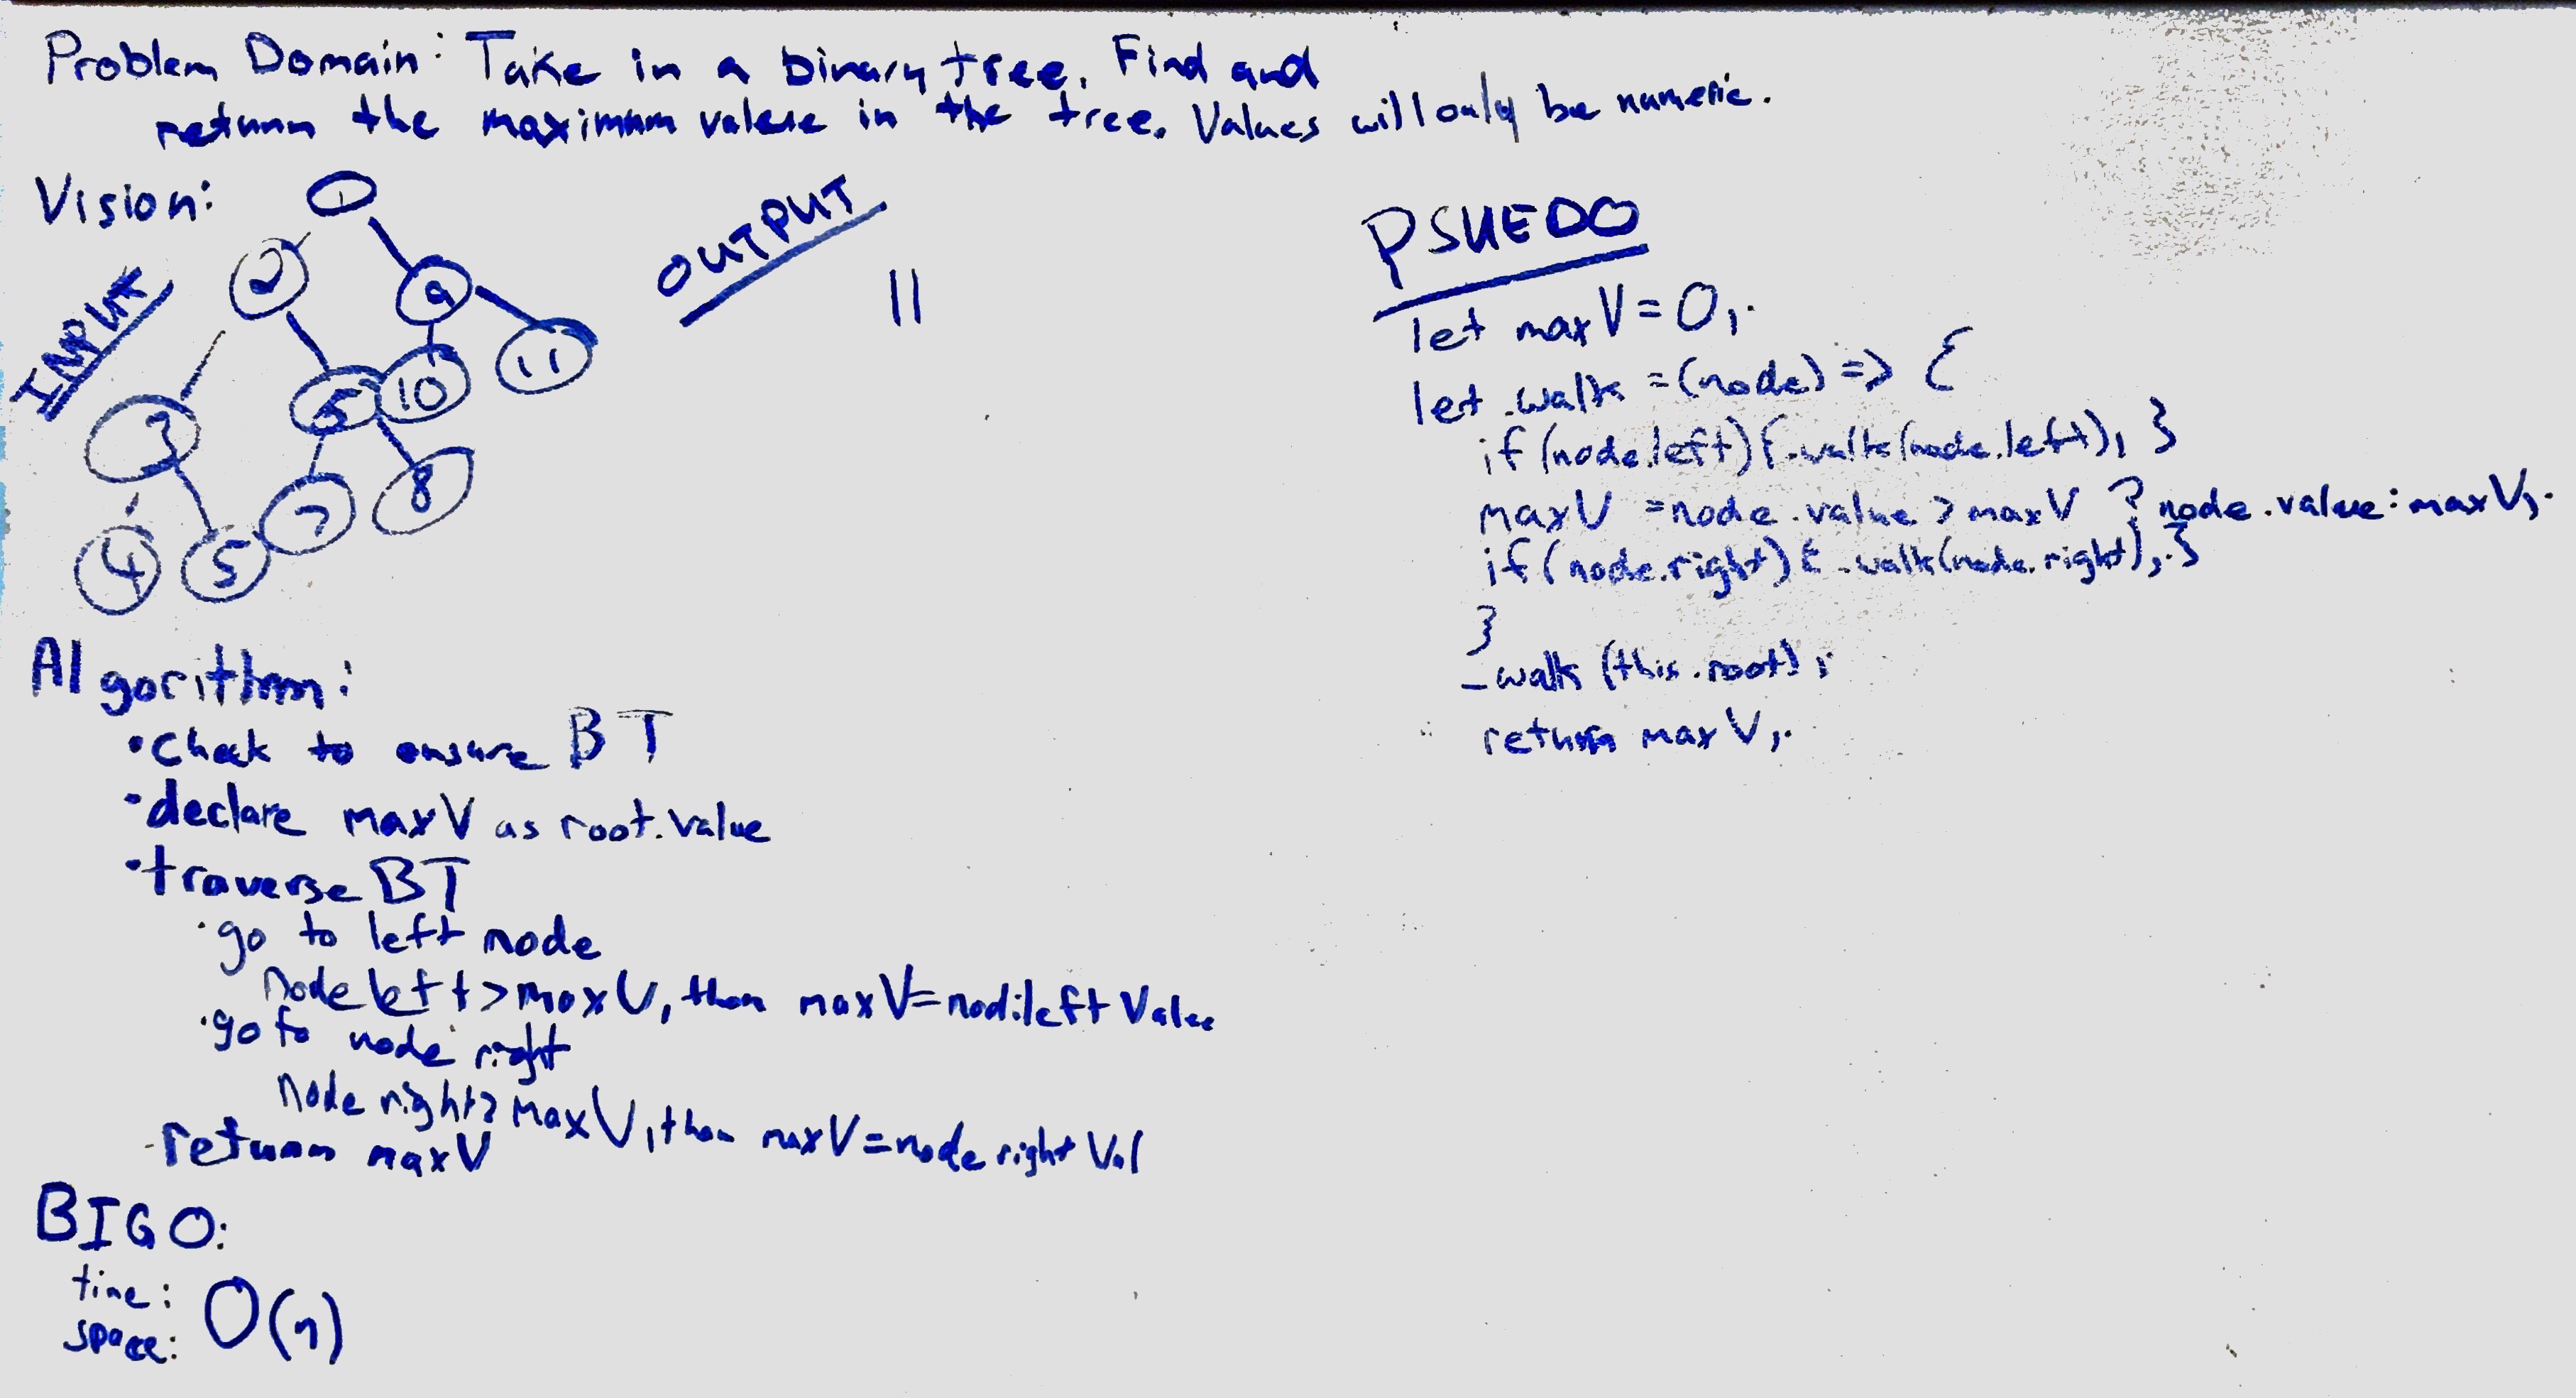 Problem Domain: Take in a binary tree. Find and
return the maximum value in the tree. Values will only be numeric.
Vision:
INPUT
1
2
9
3
5
10
11
4
5
7
8
OUTPUT
11
Algorithm:
• Check to ensure BT
• declare maxV as root.value
• traverse BT
• go to left node
Node left > maxV, then maxV = node left Value
• go to node right
Node right > MaxV, then maxV = node right Val
- return maxV
BIG O:
time:
space: O(n)
PSUEDO
let maxV = 0;
let _walk = (node) => {
if (node.left) { _walk(node.left); }
maxV = node.value > maxV ? node.value : maxV;
if (node.right) { _walk(node.right); }
}
_walk (this.root);
return maxV;